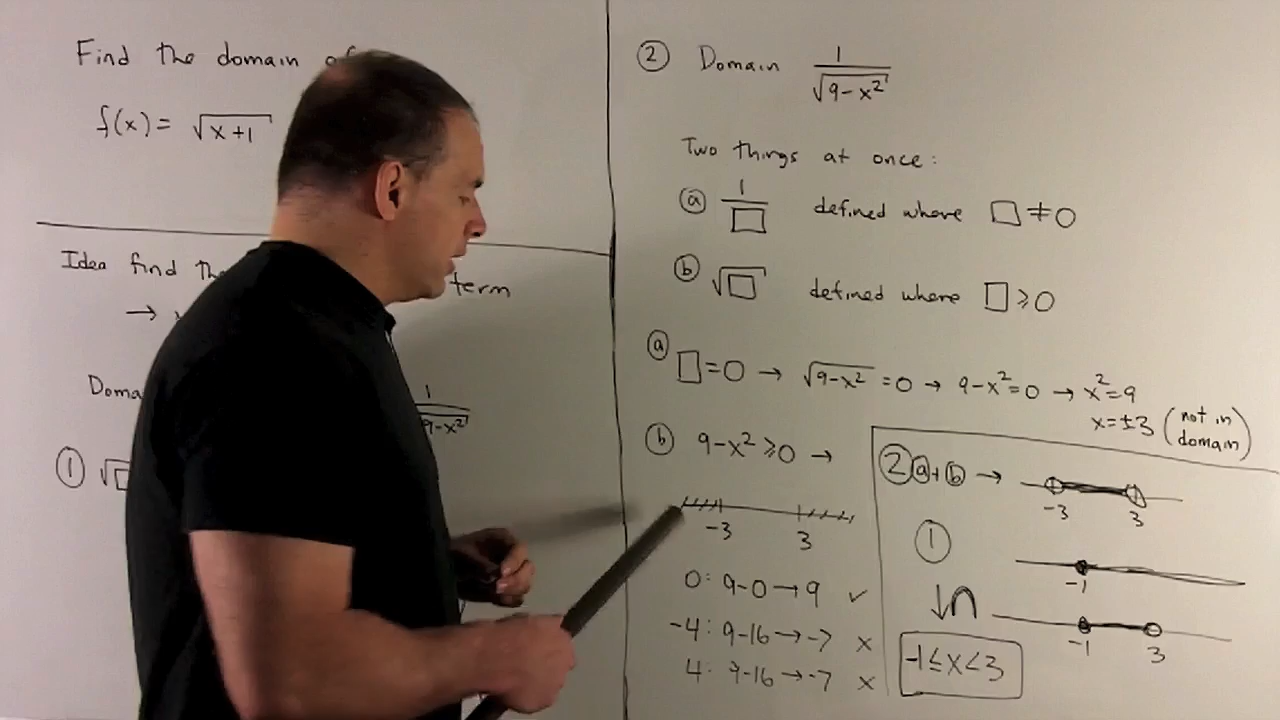 Find the domain
f(x) = √(x+1)
Idea find term
→
1/√(9-x²)
① √□
② Domain 1/√(9-x²)
Two things at once:
ⓐ 1/□ defined where □ ≠ 0
ⓑ √□ defined where □ ≥ 0
ⓐ □ = 0 → √(9-x²) = 0 → 9-x² = 0 → x² = 9
x = ±3 (not in domain)
ⓑ 9-x² ≥ 0 →
-3 3
0: 9-0 → 9 ✓
-4: 9-16 → -7 x
4: 9-16 → -7 x
② ⓐ+ⓑ →
-3 3
①
-1
↓∩
-1 3
-1 ≤ x < 3